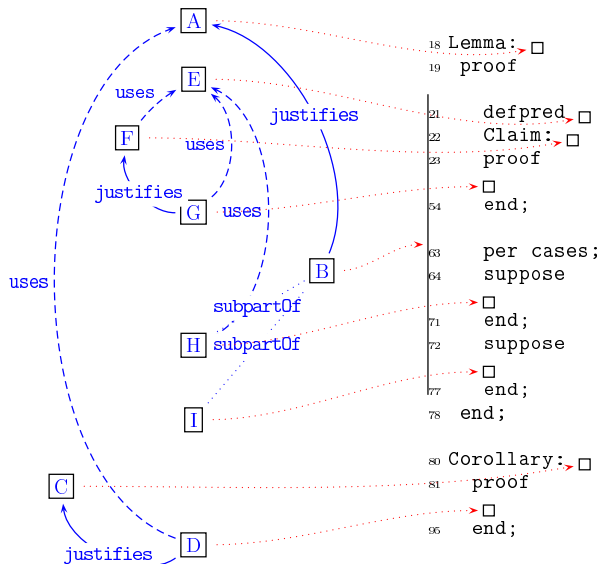 A
18 Lemma:
19 proof
E
uses
justifies
21 defpred
F
22 Claim:
uses
23 proof
justifies
G
uses
54 end;
B
63 per cases;
64 suppose
uses
subpartOf
H
subpartOf
71 end;
72 suppose
77 end;
I
78 end;
80 Corollary:
C
81 proof
95 end;
D
justifies